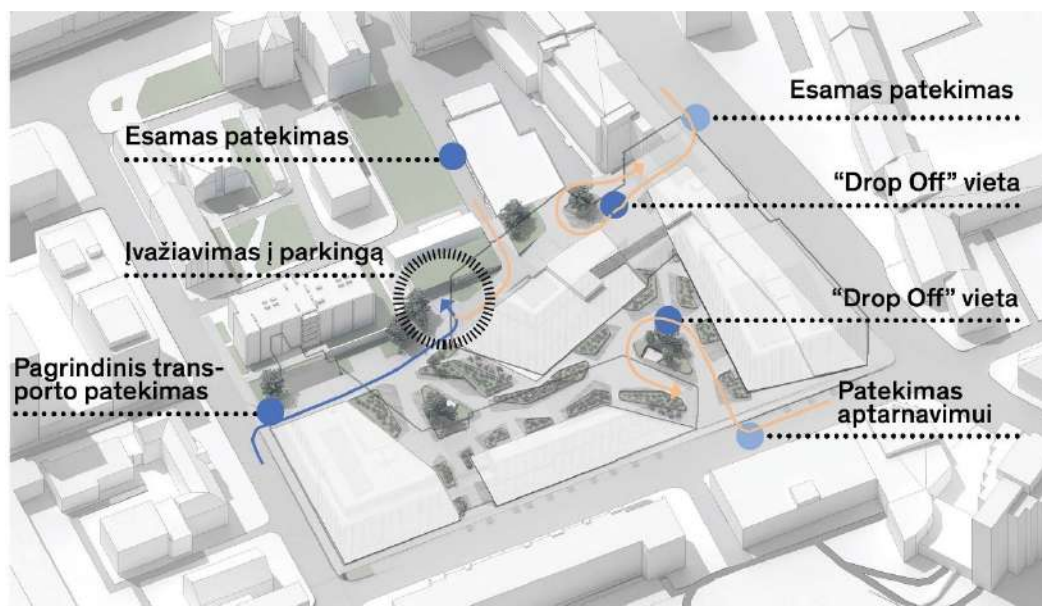 Esamas patekimas
Esamas patekimas
“Drop Off” vieta
Įvažiavimas į parkingą
“Drop Off” vieta
Pagrindinis trans-
porto patekimas
Patekimas
aptarnavimui